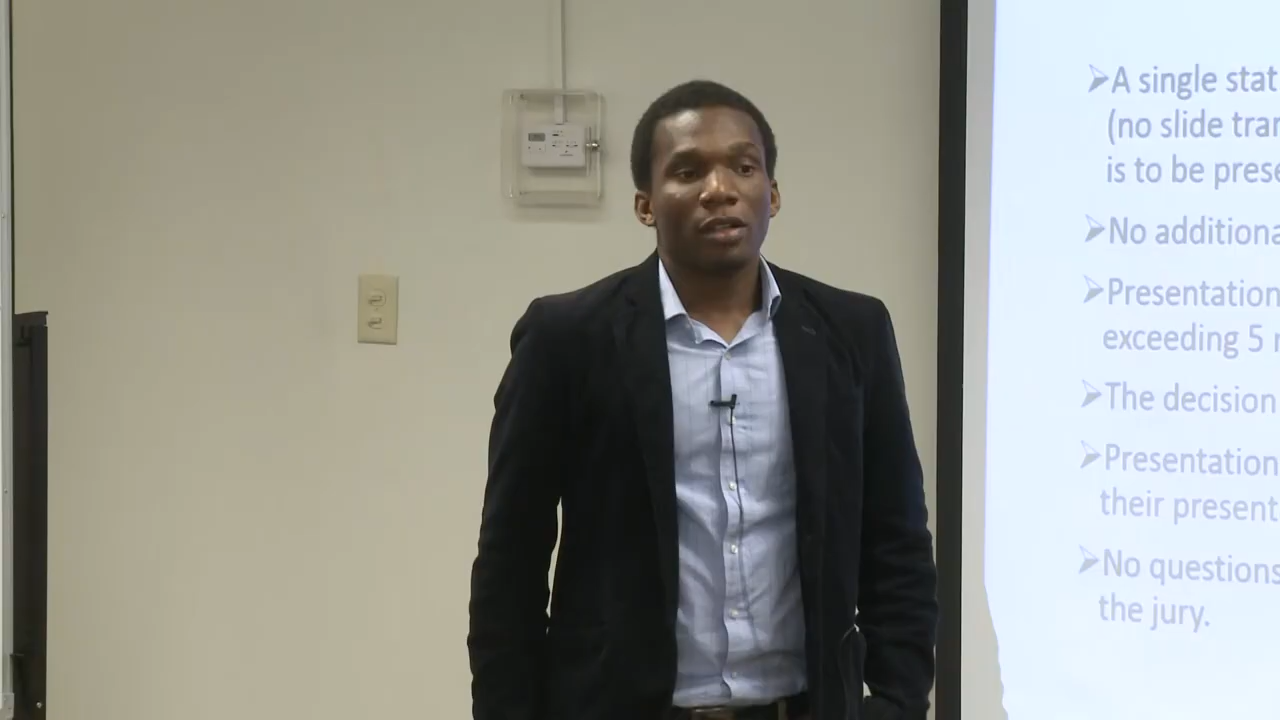 ➢A single stat
(no slide tran
is to be prese
➢No additiona
➢Presentation
exceeding 5 r
➢The decision
➢Presentation
their present
➢No questions
the jury.